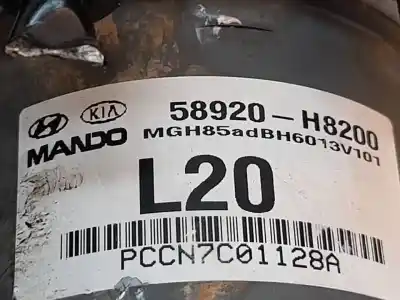 KIA
58920-H8200
MANDO
MGH85adBH6013V101
L20
PCCN7C01128A